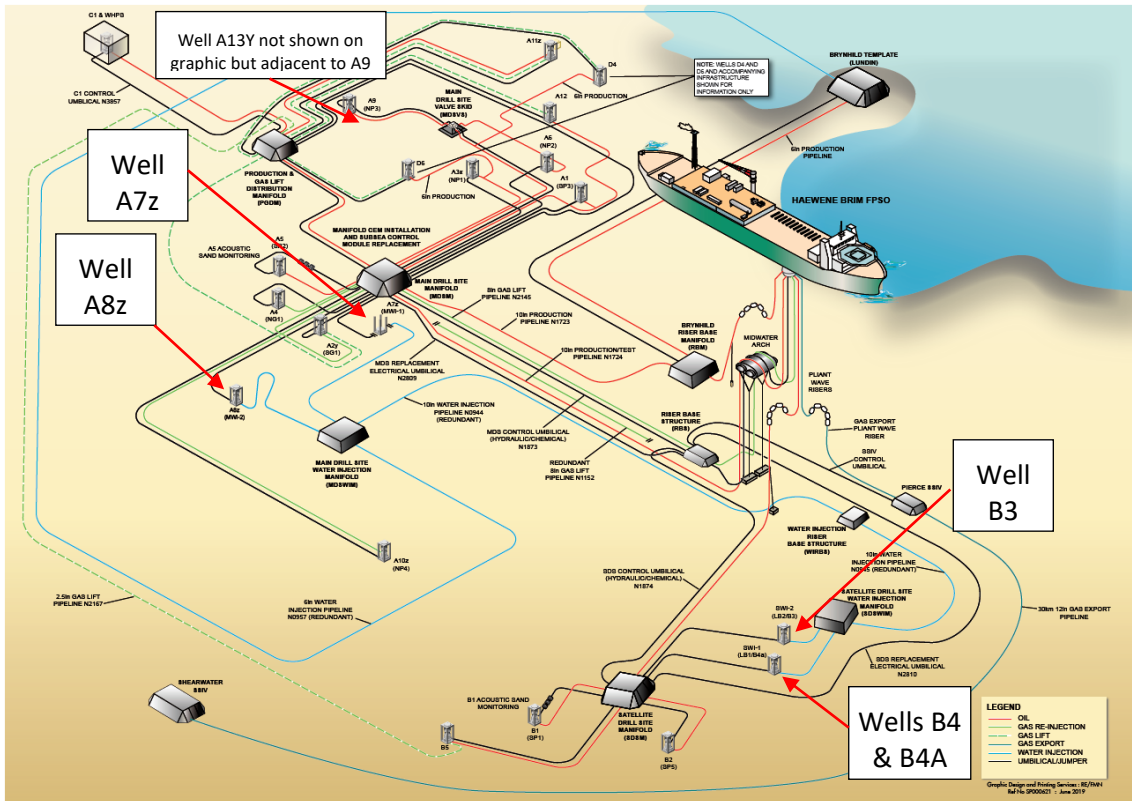 C1 & WHPS
C1 CONTROL
UMBILICAL N3857
Well A13Y not shown on
graphic but adjacent to A9
A11z
D4
6in PRODUCTION
NOTE: WELLS D4 AND
D6 AND ACCOMPANYING
INFRASTRUCTURE
SHOWN FOR
INFORMATION ONLY
BRYNHILD TEMPLATE
(LUNDIN)
A9
(NP3)
MAIN
DRILL SITE
VALVE SKID
(MDSVS)
A12
6in PRODUCTION
PIPELINE
Well
A7z
PRODUCTION &
GAS LIFT
DISTRIBUTION
MANIFOLD
(PGDM)
D6
6in PRODUCTION
A3z
(NP1)
A6
(NP2)
A1
(SP3)
HAEWENE BRIM FPSO
MANIFOLD CEM INSTALLATION
AND SUBSEA CONTROL
MODULE REPLACEMENT
Well
A8z
A5 ACOUSTIC
SAND MONITORING
A5
(SP2)
MAIN DRILL SITE
MANIFOLD
(MDSM)
A4
(NG1)
A7z
(MWI-1)
A2y
(SG1)
8in GAS LIFT
PIPELINE N2145
10in PRODUCTION
PIPELINE N1723
10in PRODUCTION/TEST
PIPELINE N1724
BRYNHILD
RISER BASE
MANIFOLD
(RBM)
MIDWATER
ARCH
PLIANT
WAVE
RISERS
MDS REPLACEMENT
ELECTRICAL UMBILICAL
N2809
A8z
(MWI-2)
10in WATER INJECTION
PIPELINE N0944
(REDUNDANT)
MDS CONTROL UMBILICAL
(HYDRAULIC/CHEMICAL)
N1873
RISER BASE
STRUCTURE
(RBS)
GAS EXPORT
PLIANT WAVE
RISER
SSIV
CONTROL
UMBILICAL
REDUNDANT
8in GAS LIFT
PIPELINE N1152
MAIN DRILL SITE
WATER INJECTION
MANIFOLD
(MDSWIM)
PIERCE SSIV
Well
B3
WATER INJECTION
RISER
BASE STRUCTURE
(WIRBS)
A10z
(NP4)
10in WATER
INJECTION PIPELINE
N0945 (REDUNDANT)
SDS CONTROL UMBILICAL
(HYDRAULIC/CHEMICAL)
N1874
2.5in GAS LIFT
PIPELINE N2167
6in WATER
INJECTION PIPELINE
N0957 (REDUNDANT)
SATELLITE DRILL SITE
WATER INJECTION
MANIFOLD
(SDSWIM)
30km 12in GAS EXPORT
PIPELINE
SWI-2
(LB2/B3)
SWI-1
(LB1/B4a)
SDS REPLACEMENT
ELECTRICAL UMBILICAL
N2810
SHEARWATER
SSIV
B1 ACOUSTIC SAND
MONITORING
B1
(SP1)
SATELLITE
DRILL SITE
MANIFOLD
(SDSM)
B5
B2
(SP5)
Wells B4
& B4A
LEGEND
OIL
GAS RE-INJECTION
GAS LIFT
GAS EXPORT
WATER INJECTION
UMBILICAL/JUMPER
Graphic Design and Printing Services : RE/FMN
Ref No SP000621 : June 2019